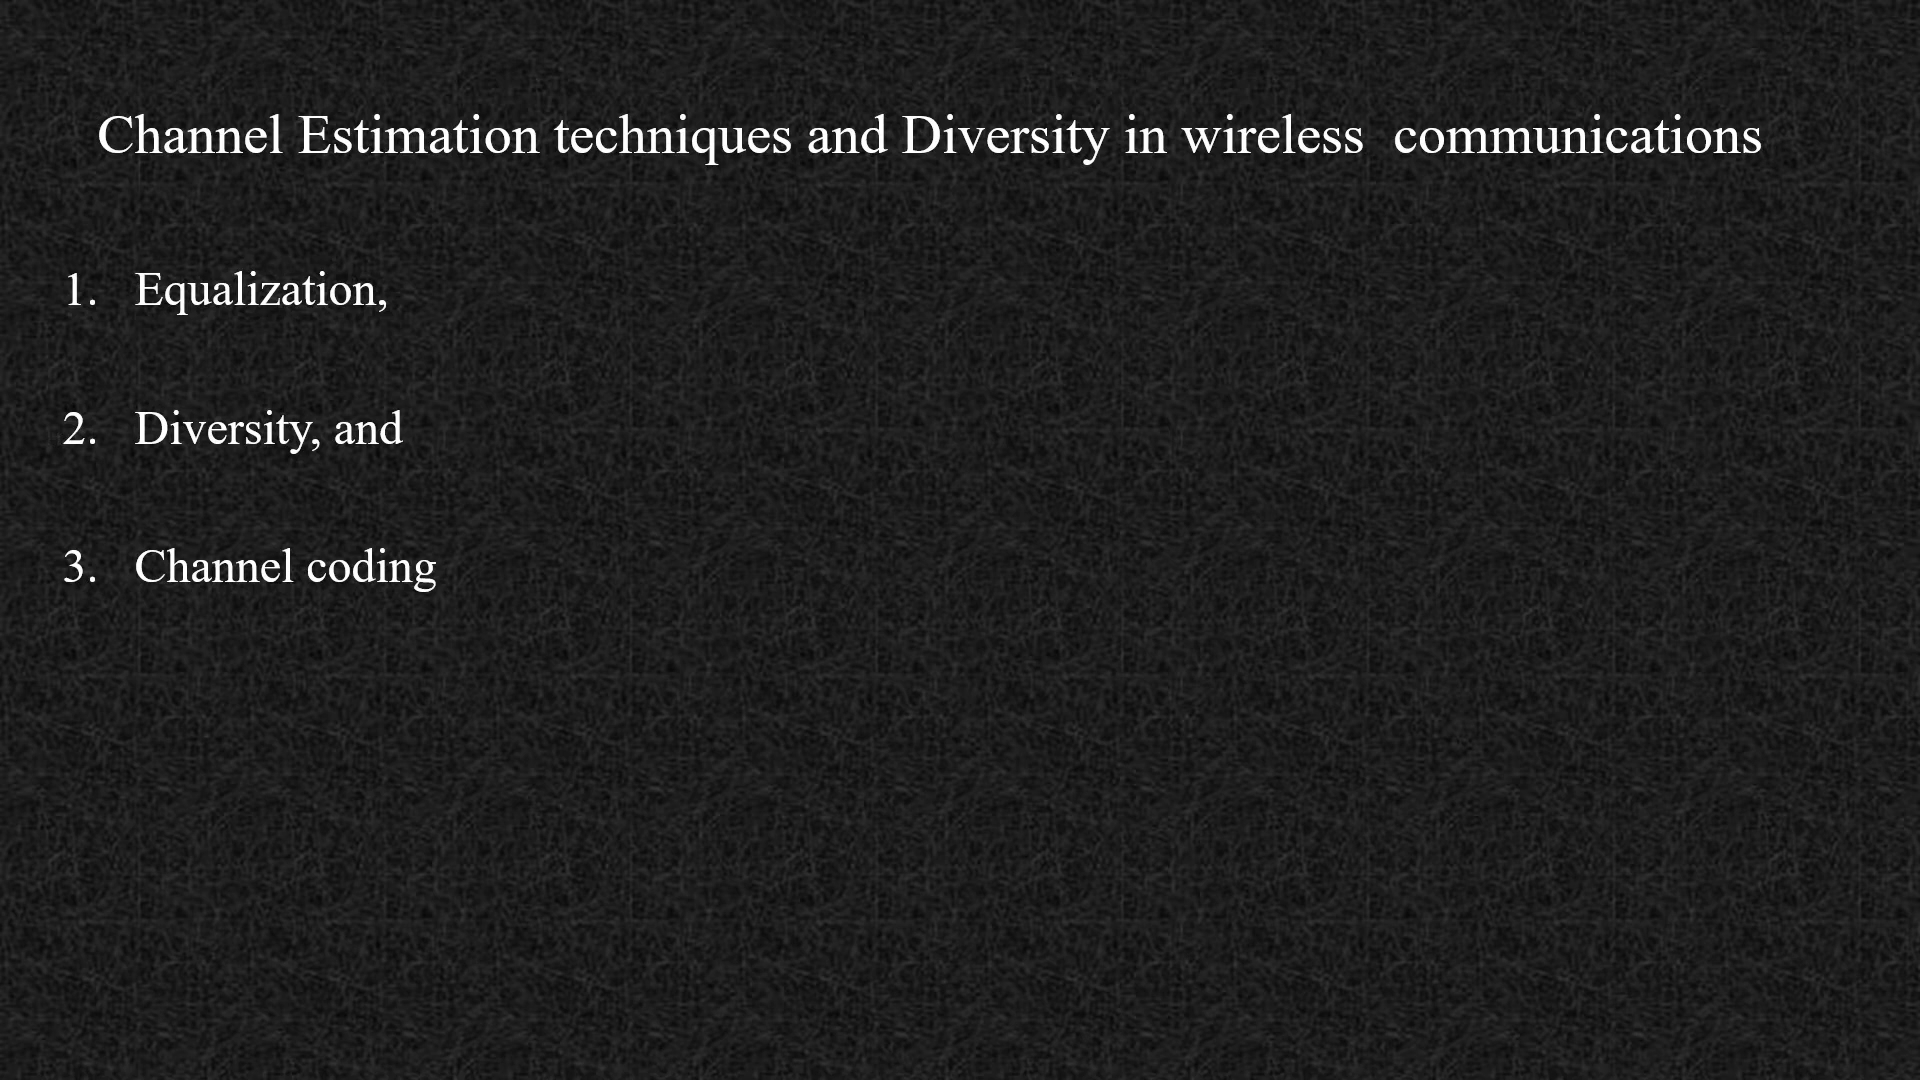 Channel Estimation techniques and Diversity in wireless  communications
1. Equalization,
2. Diversity, and
3. Channel coding